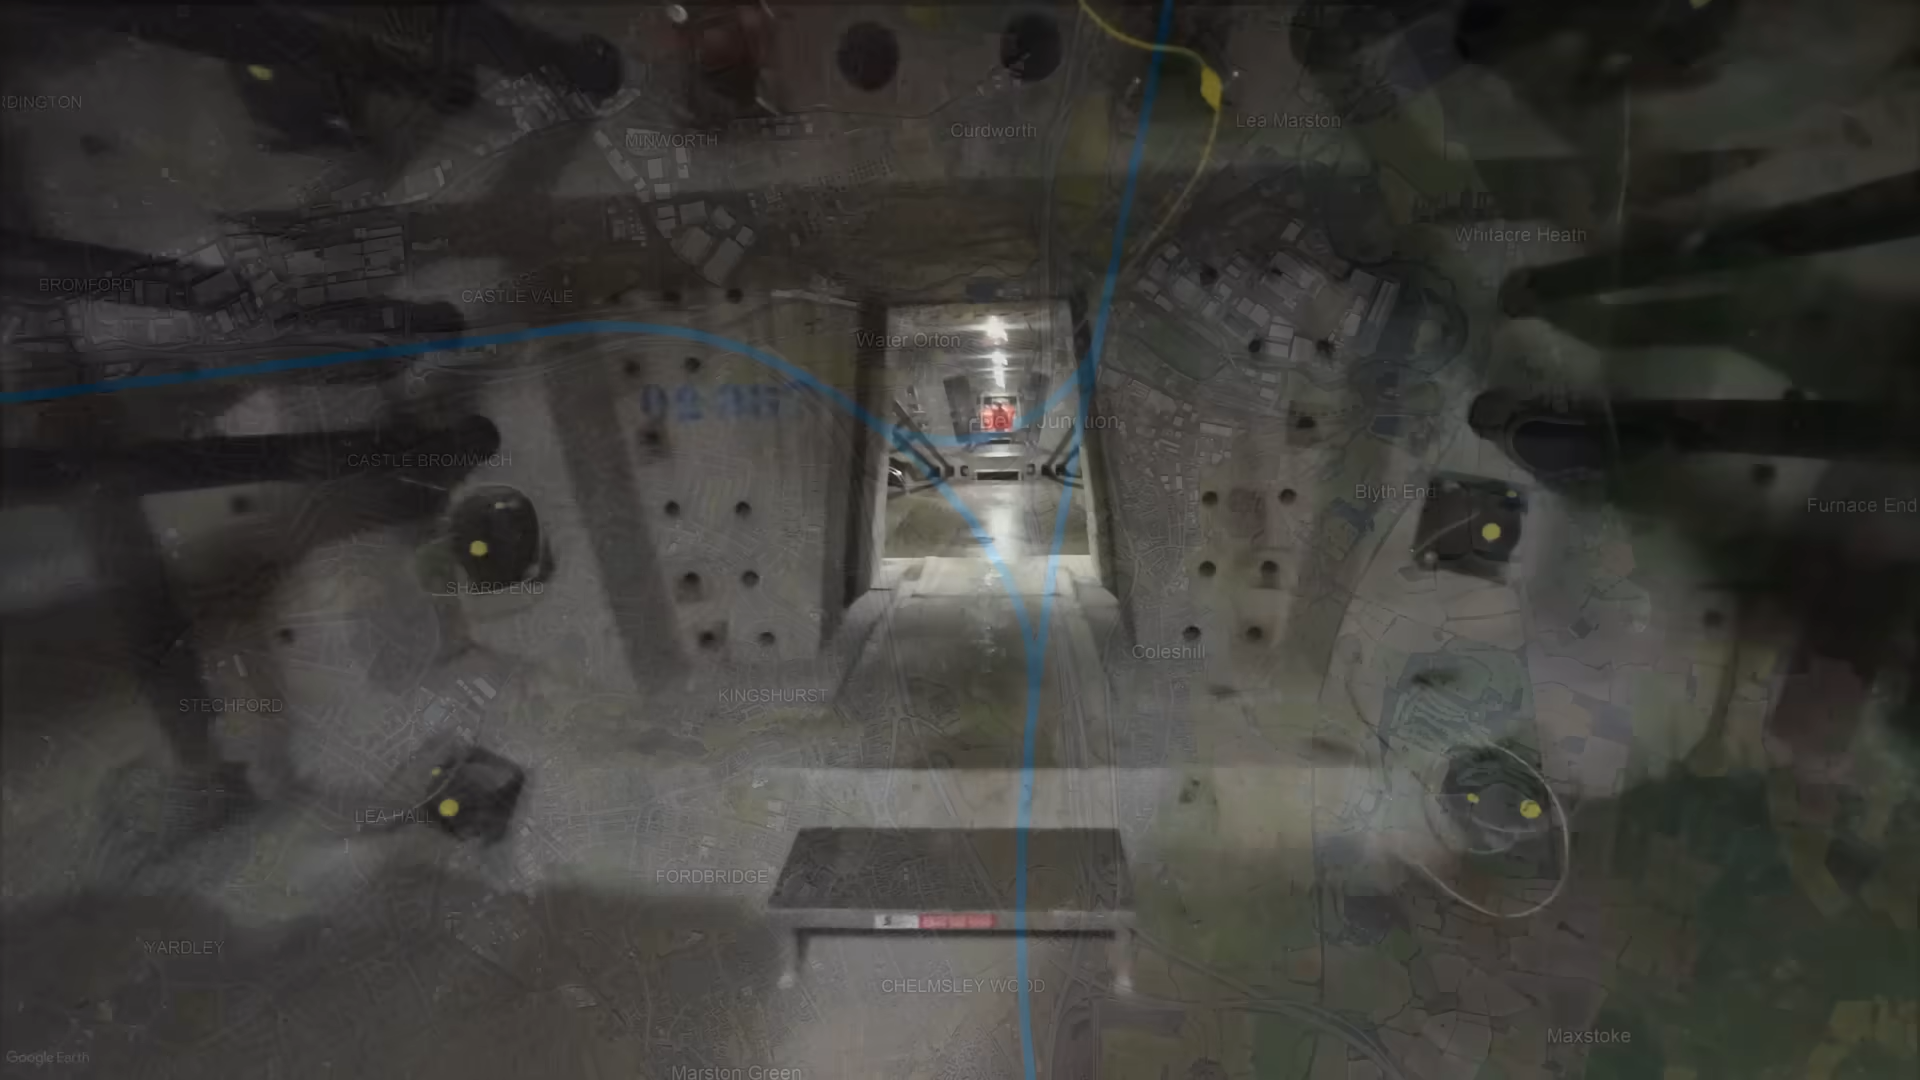 Lea Marston
Curdworth
MINWORTH
Whitacre Heath
BROMFORD
CASTLE VALE
Water Orton
Junction
CASTLE BROMWICH
Blyth End
Furnace End
SHARD END
Coleshill
KINGSHURST
STECHFORD
LEA HALL
FORDBRIDGE
YARDLEY
CHELMSLEY WOOD
Maxstoke
Google Earth
Marston Green